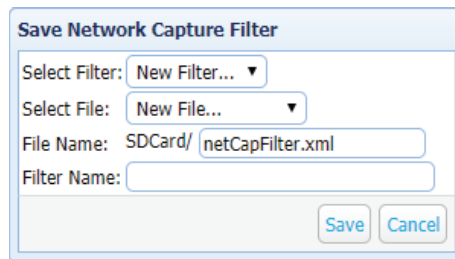 Save Network Capture Filter
Select Filter: New Filter...
Select File: New File...
File Name: SDCard/ netCapFilter.xml
Filter Name:
Save Cancel